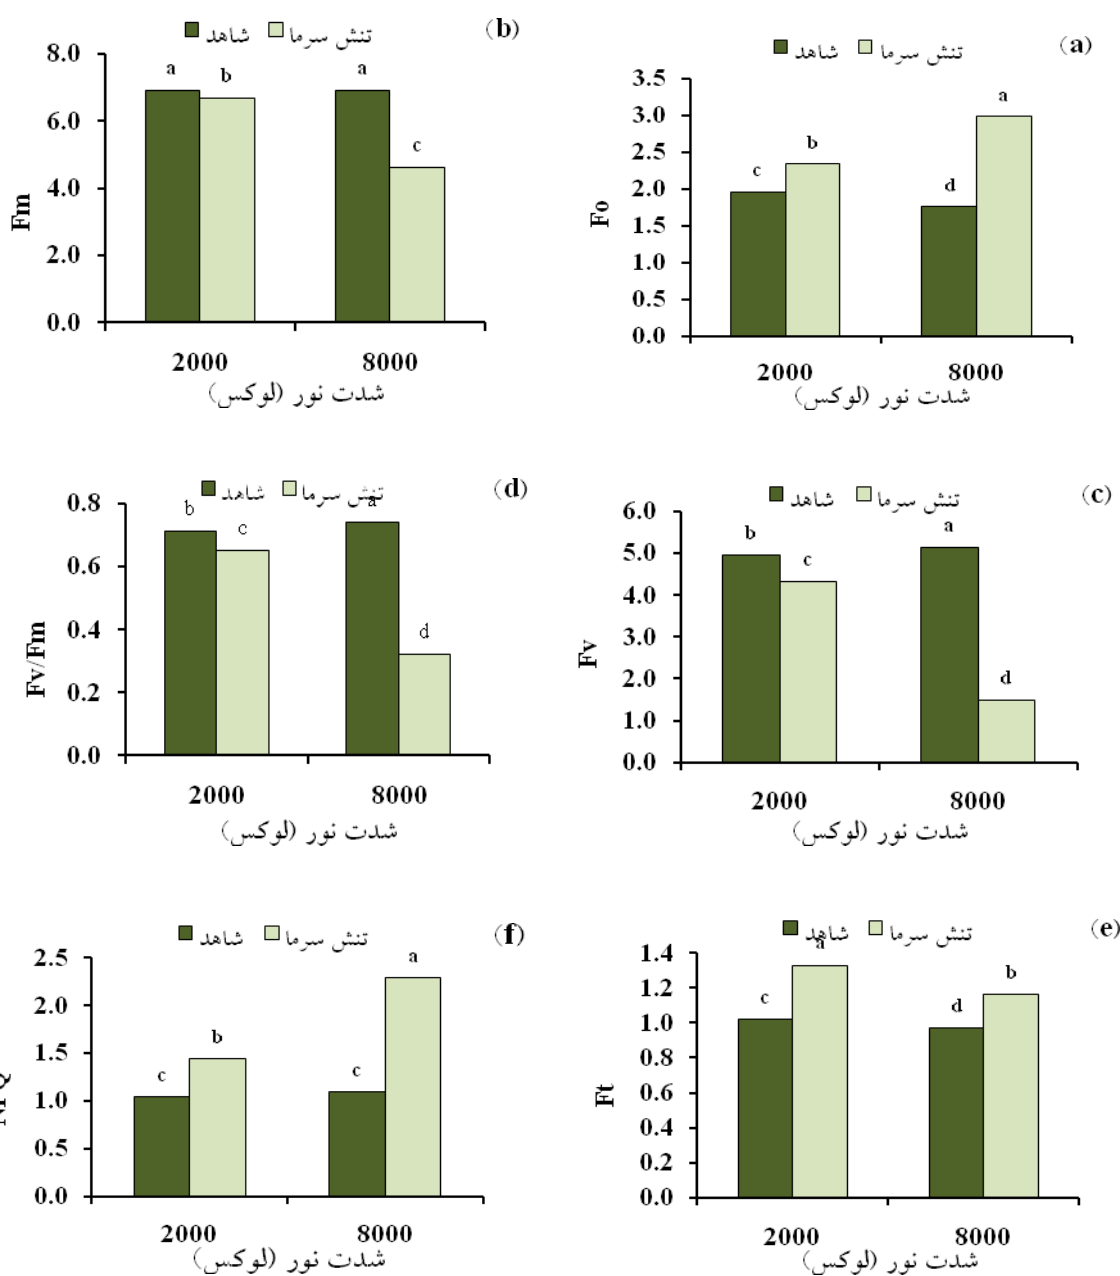 شاهد تنش سرما (b)
8.0
6.0
4.0
2.0
0.0
Fm
a b a c
2000 8000
شدت نور (لوکس)
شاهد تنش سرما (a)
3.5
3.0
2.5
2.0
1.5
1.0
0.5
0.0
Fo
c b d a
2000 8000
شدت نور (لوکس)
شاهد تنش سرما (d)
0.8
0.6
0.4
0.2
0.0
Fv/Fm
b c a d
2000 8000
شدت نور (لوکس)
شاهد تنش سرما (c)
6.0
5.0
4.0
3.0
2.0
1.0
0.0
Fv
b c a d
2000 8000
شدت نور (لوکس)
شاهد تنش سرما (f)
2.5
2.0
1.5
1.0
0.5
0.0
NPQ
c b c a
2000 8000
شدت نور (لوکس)
شاهد تنش سرما (e)
1.4
1.2
1.0
0.8
0.6
0.4
0.2
0.0
Ft
c a d b
2000 8000
شدت نور (لوکس)